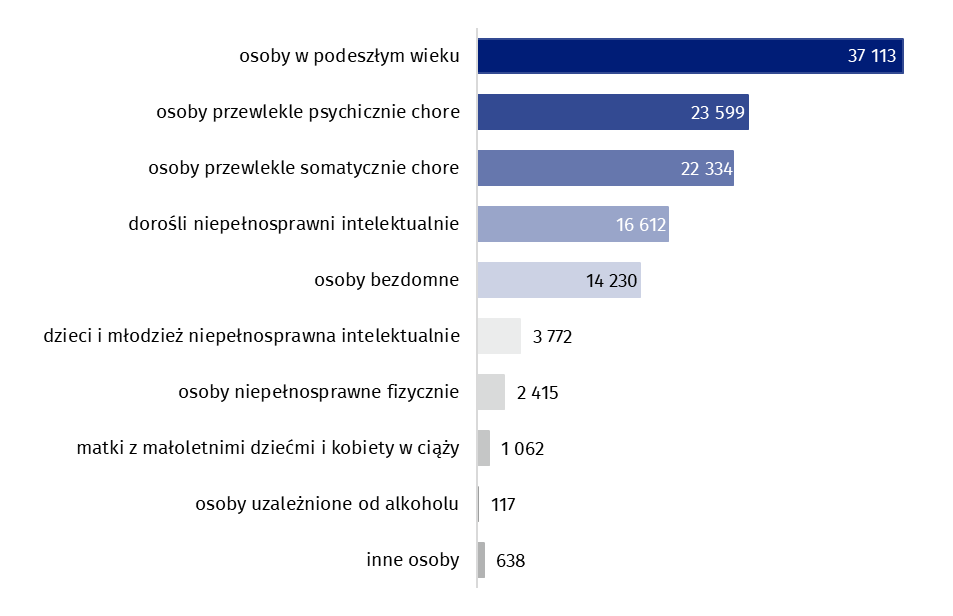 osoby w podeszłym wieku 37 113
osoby przewlekle psychicznie chore 23 599
osoby przewlekle somatycznie chore 22 334
dorośli niepełnosprawni intelektualnie 16 612
osoby bezdomne 14 230
dzieci i młodzież niepełnosprawna intelektualnie 3 772
osoby niepełnosprawne fizycznie 2 415
matki z małoletnimi dziećmi i kobiety w ciąży 1 062
osoby uzależnione od alkoholu 117
inne osoby 638